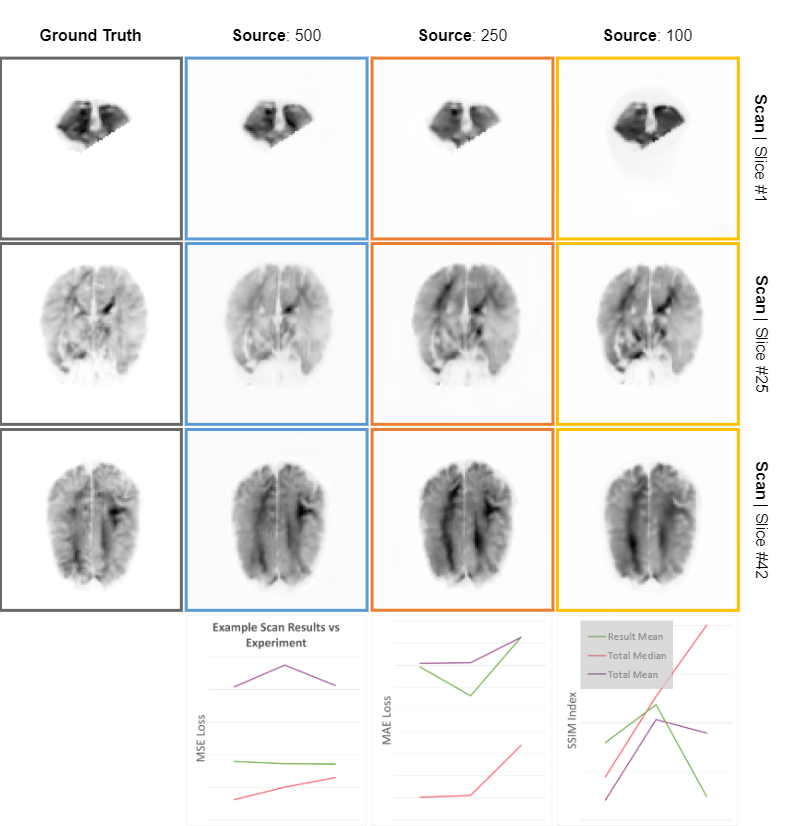 Ground Truth
Source: 500
Source: 250
Source: 100
Scan | Slice #1
Scan | Slice #25
Scan | Slice #42
Example Scan Results vs
Experiment
MSE Loss
MAE Loss
SSIM Index
Result Mean
Total Median
Total Mean